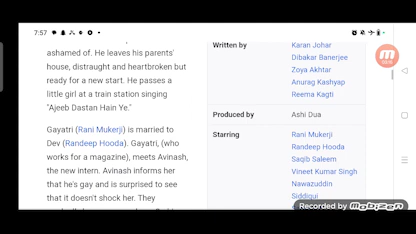 7:57
ashamed of. He leaves his parents'
house, distraught and heartbroken but
ready for a new start. He passes a
little girl at a train station singing
"Ajeeb Dastan Hain Ye."
Gayatri (Rani Mukerji) is married to
Dev (Randeep Hooda). Gayatri, (who
works for a magazine), meets Avinash,
the new intern. Avinash informs her
that he's gay and is surprised to see
that it doesn't shock her. They
Written by
Karan Johar
Dibakar Banerjee
Zoya Akhtar
Anurag Kashyap
Reema Kagti
Produced by
Ashi Dua
Starring
Rani Mukerji
Randeep Hooda
Saqib Saleem
Vineet Kumar Singh
Nawazuddin
Siddiqui
Recorded by Mobizen